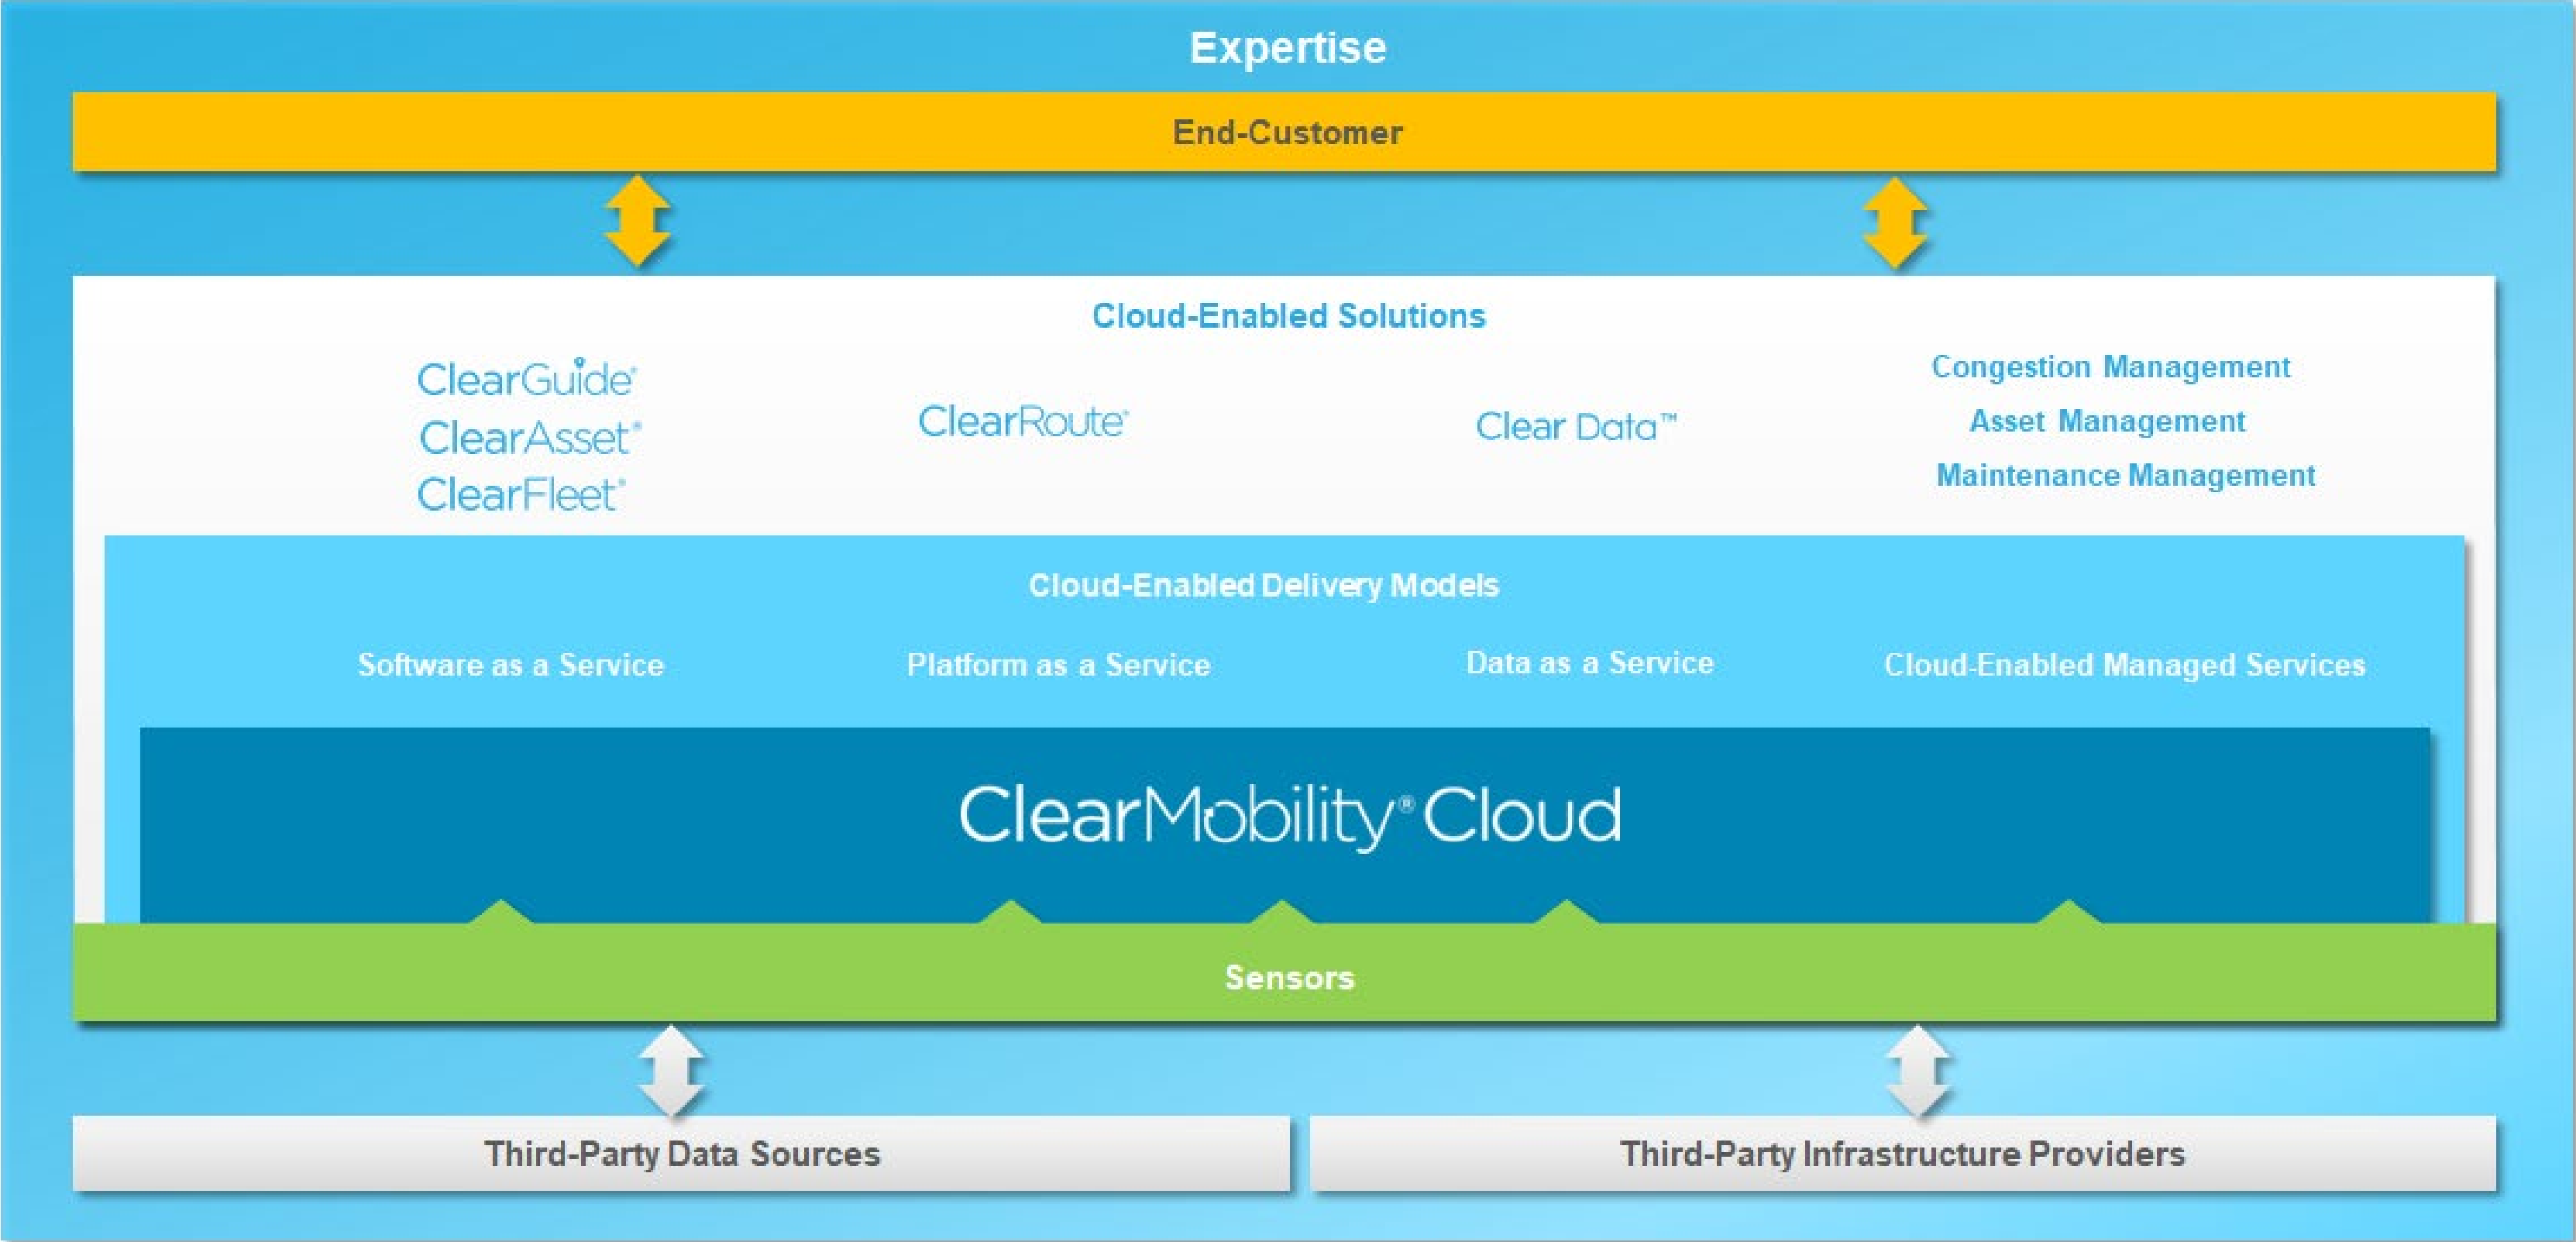 Expertise
End-Customer
Cloud-Enabled Solutions
ClearGuide®
ClearAsset®
ClearFleet®
ClearRoute®
Clear Data™
Congestion Management
Asset Management
Maintenance Management
Cloud-Enabled Delivery Models
Software as a Service
Platform as a Service
Data as a Service
Cloud-Enabled Managed Services
ClearMobility® Cloud
Sensors
Third-Party Data Sources
Third-Party Infrastructure Providers